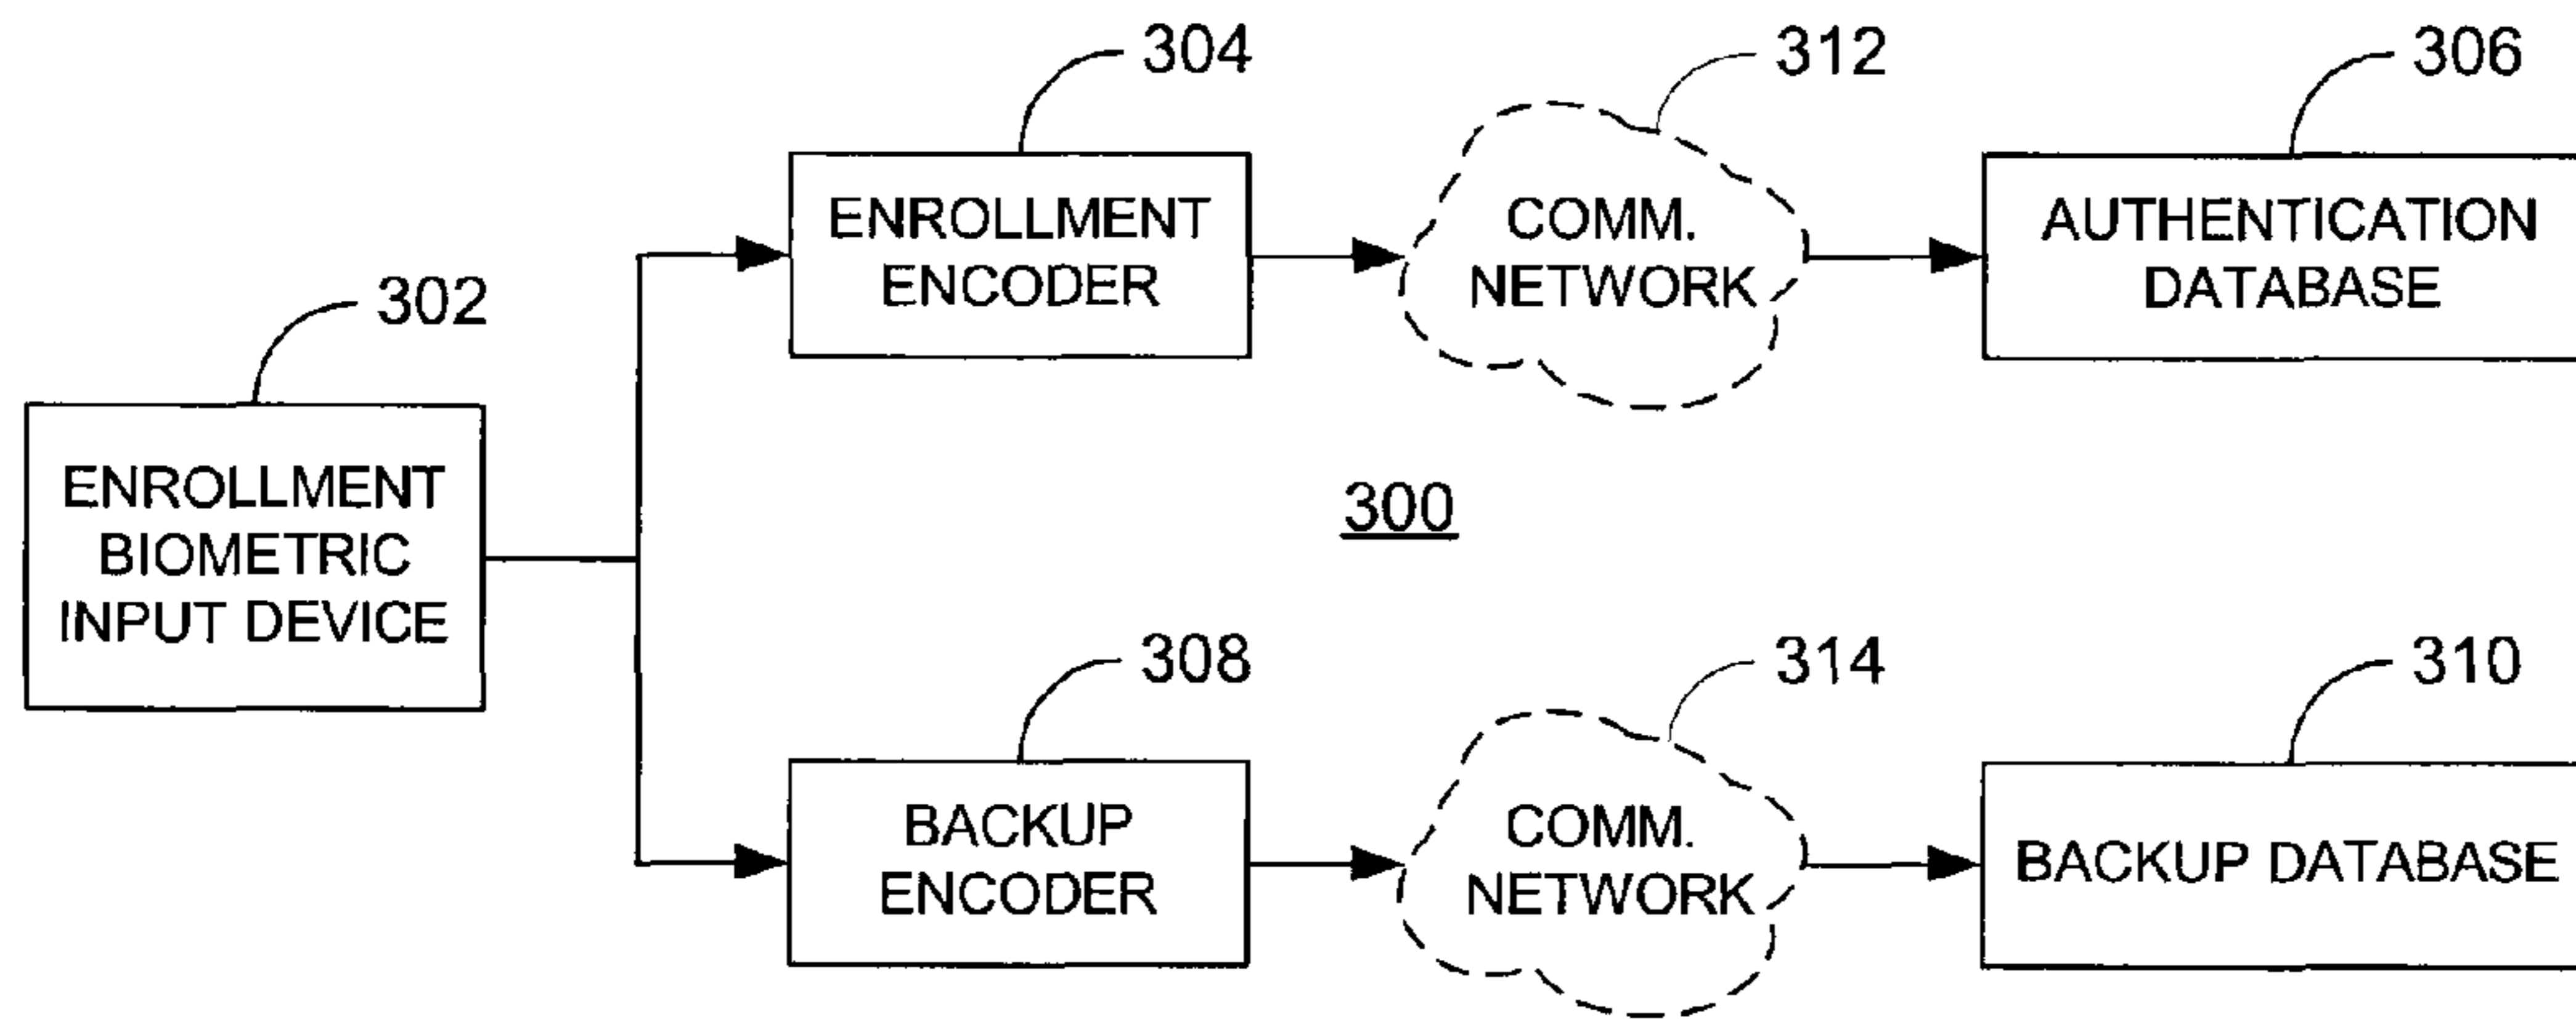 304
312
306
ENROLLMENT
ENCODER
COMM.
NETWORK
AUTHENTICATION
DATABASE
302
ENROLLMENT
BIOMETRIC
INPUT DEVICE
300
308
314
310
BACKUP
ENCODER
COMM.
NETWORK
BACKUP DATABASE